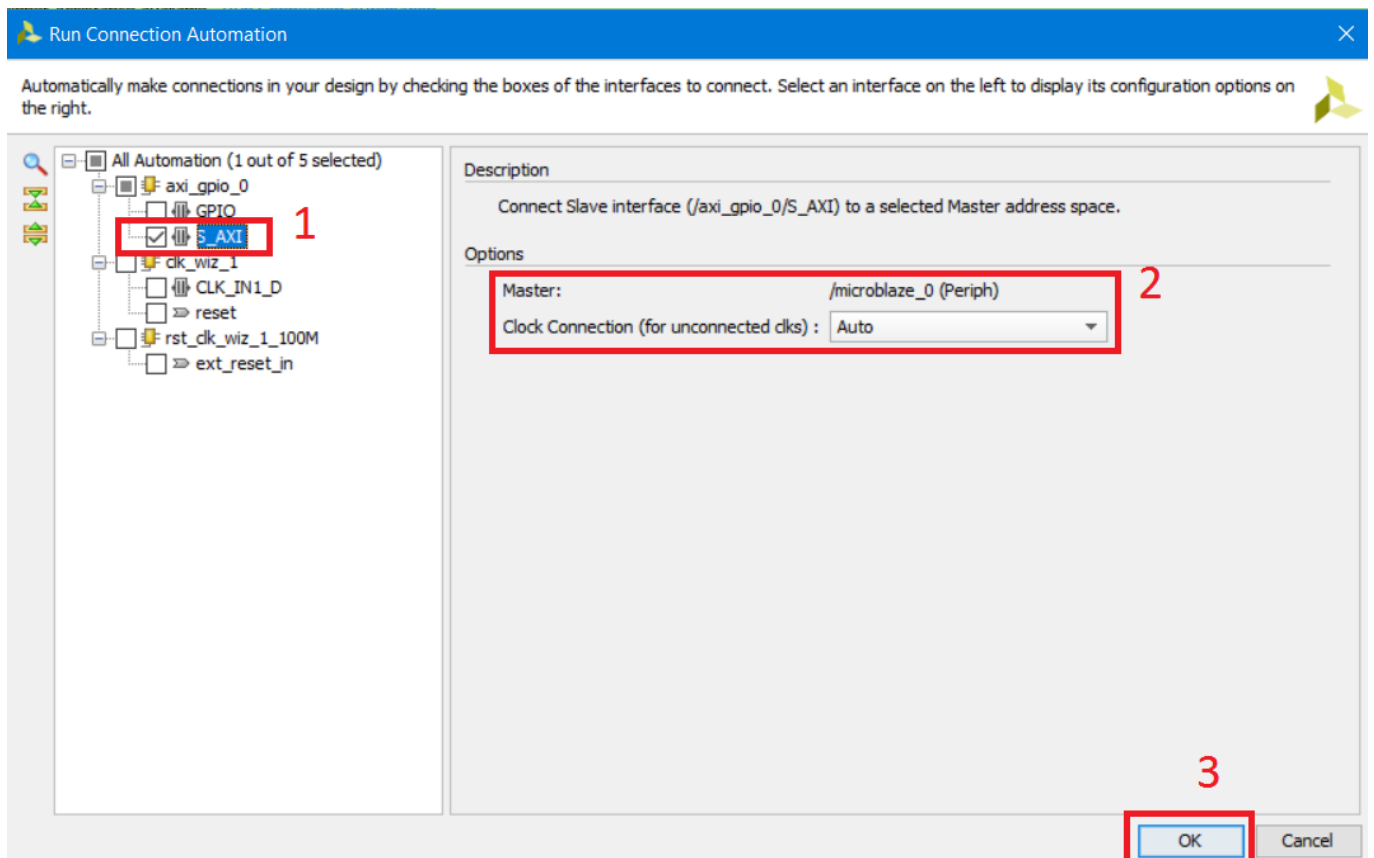 Run Connection Automation
Automatically make connections in your design by checking the boxes of the interfaces to connect. Select an interface on the left to display its configuration options on
the right.
All Automation (1 out of 5 selected)
axi_gpio_0
GPIO
S_AXI
1
clk_wiz_1
CLK_IN1_D
reset
rst_clk_wiz_1_100M
ext_reset_in
Description
Connect Slave interface (/axi_gpio_0/S_AXI) to a selected Master address space.
Options
Master: /microblaze_0 (Periph)
2
Clock Connection (for unconnected clks) : Auto
3
OK Cancel